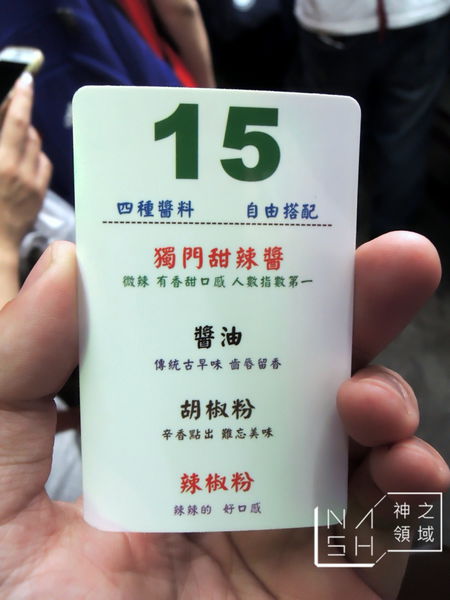 15
四種醬料 自由搭配
獨門甜辣醬
微辣 有香甜口感 人數指數第一
醬油
傳統古早味 齒唇留香
胡椒粉
辛香點出 難忘美味
辣椒粉
辣辣的 好口感
NASH 神之領域